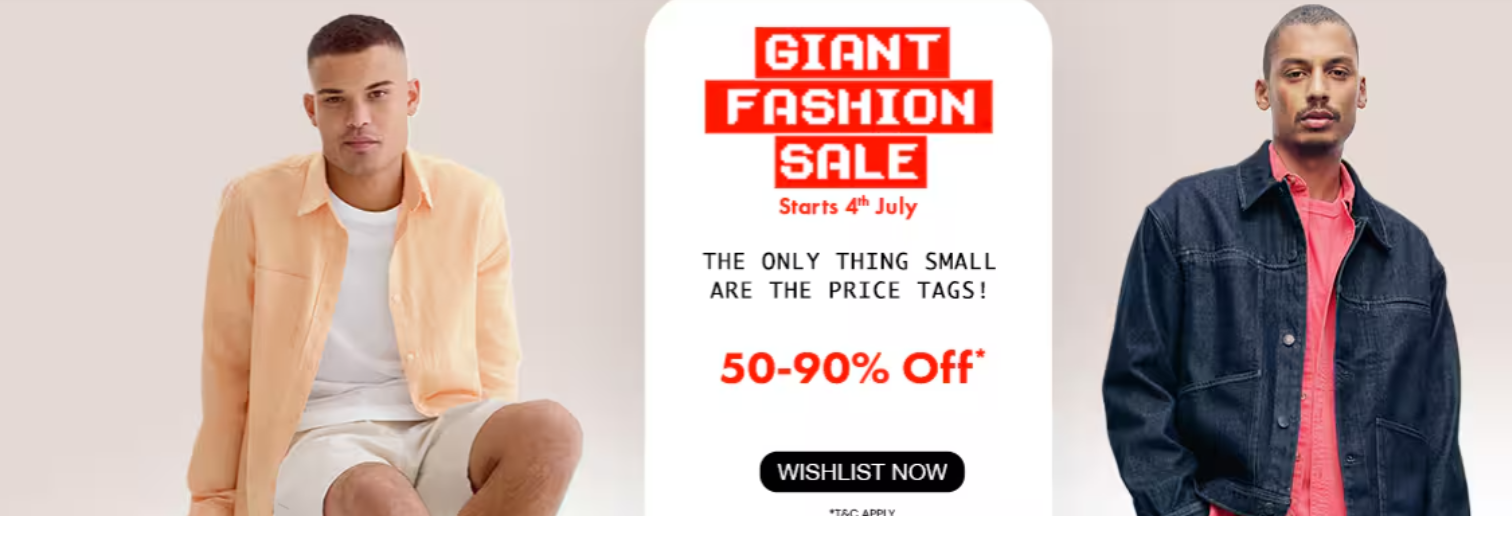 GIANT
FASHION
SALE
Starts 4th July
THE ONLY THING SMALL
ARE THE PRICE TAGS!
50-90% Off*
WISHLIST NOW
*T&C APPLY